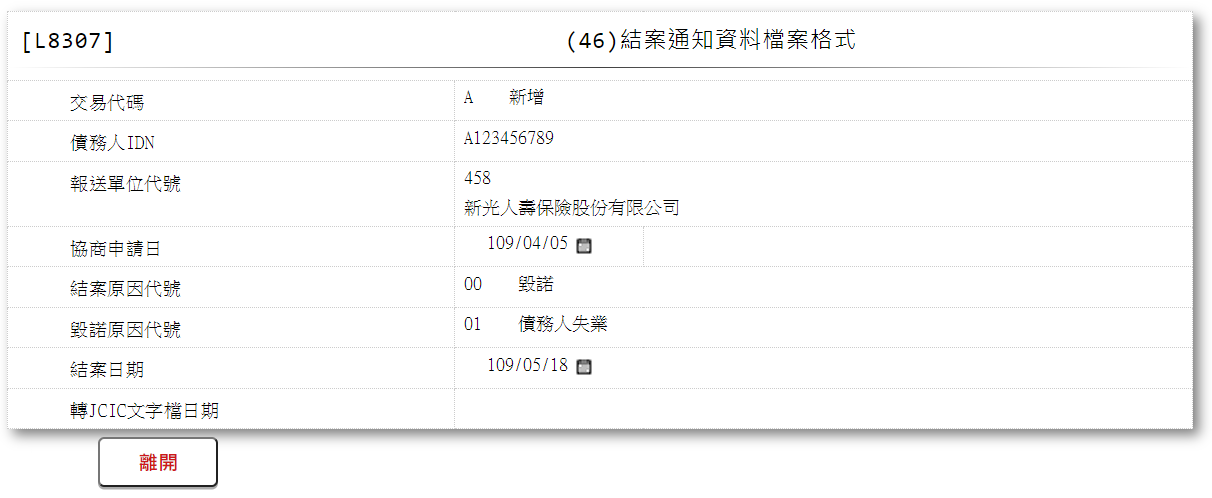 [L8307] (46)結案通知資料檔案格式
交易代碼 A 新增
債務人IDN A123456789
報送單位代號 458
新光人壽保險股份有限公司
協商申請日 109/04/05
結案原因代號 00 毀諾
毀諾原因代號 01 債務人失業
結案日期 109/05/18
轉JCIC文字檔日期
離開